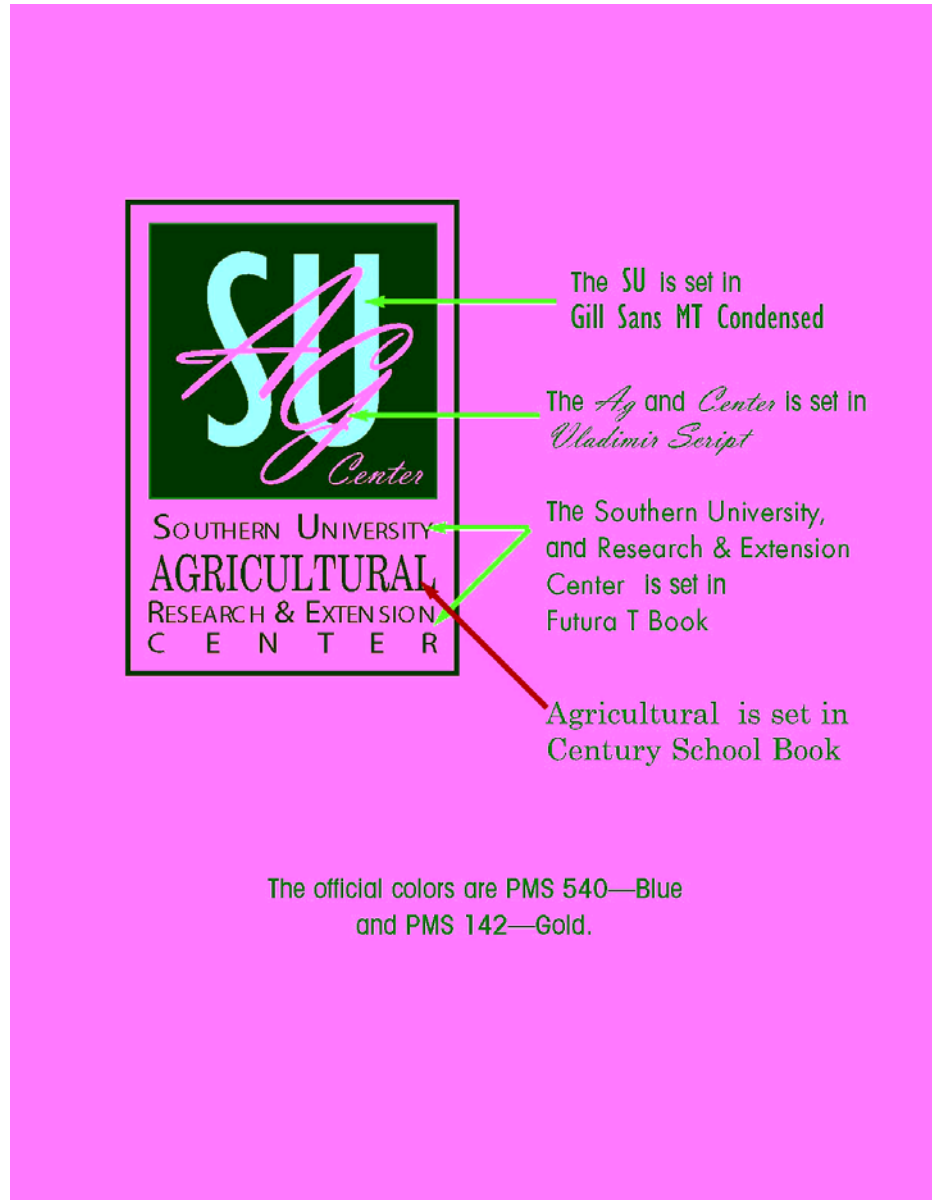 SU
AG
Center
SOUTHERN UNIVERSITY
AGRICULTURAL
RESEARCH & EXTENSION
CENTER
The SU is set in
Gill Sans MT Condensed
The Ag and Center is set in
Vladimir Script
The Southern University,
and Research & Extension
Center is set in
Futura T Book
Agricultural is set in
Century School Book
The official colors are PMS 540—Blue
and PMS 142—Gold.